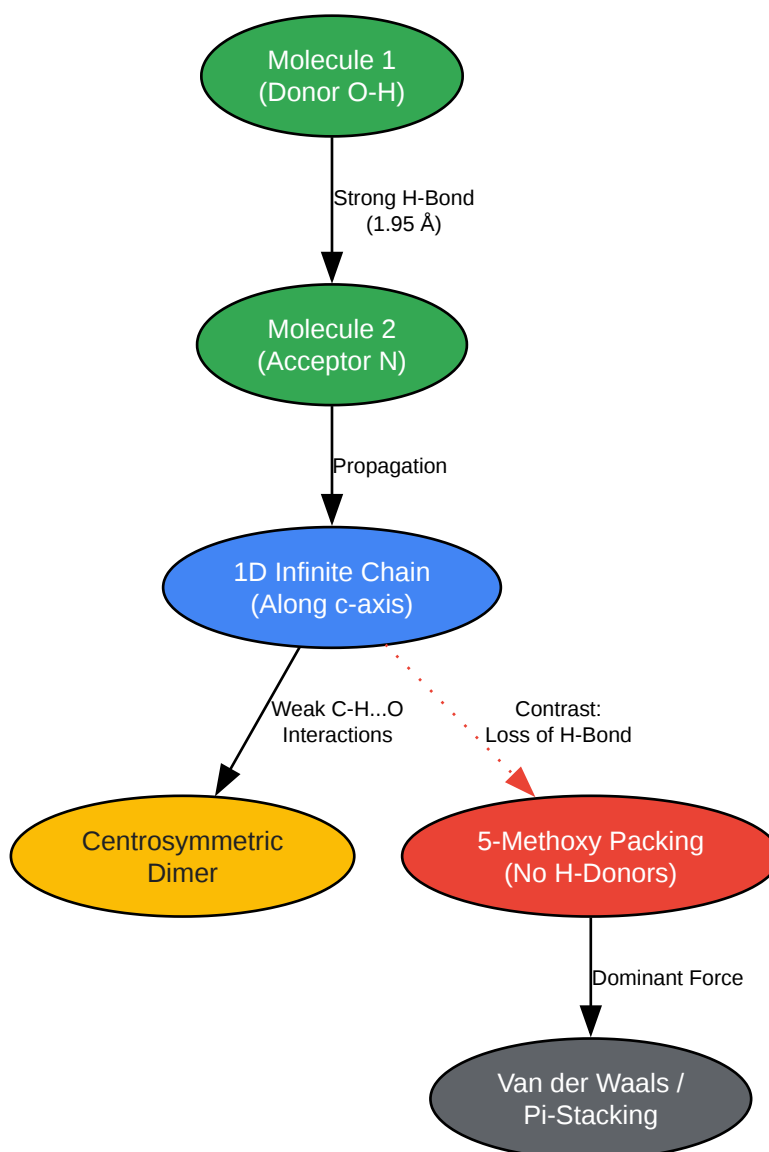 Molecule 1
(Donor O-H)
Strong H-Bond
(1.95 Å)
Molecule 2
(Acceptor N)
Propagation
1D Infinite Chain
(Along c-axis)
Weak C-H...O
Interactions
Contrast:
Loss of H-Bond
Centrosymmetric
Dimer
5-Methoxy Packing
(No H-Donors)
Dominant Force
Van der Waals /
Pi-Stacking